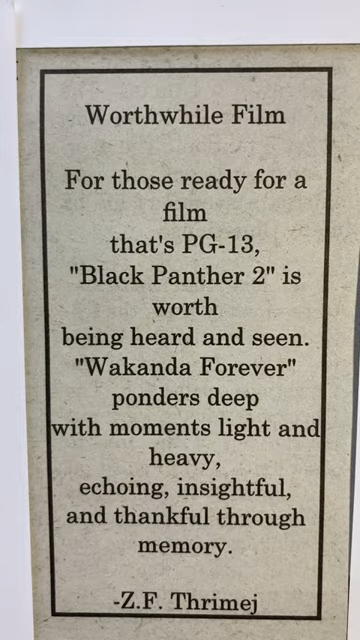 Worthwhile Film
For those ready for a
film
that's PG-13,
"Black Panther 2" is
worth
being heard and seen.
"Wakanda Forever"
ponders deep
with moments light and
heavy,
echoing, insightful,
and thankful through
memory.
-Z.F. Thrimej